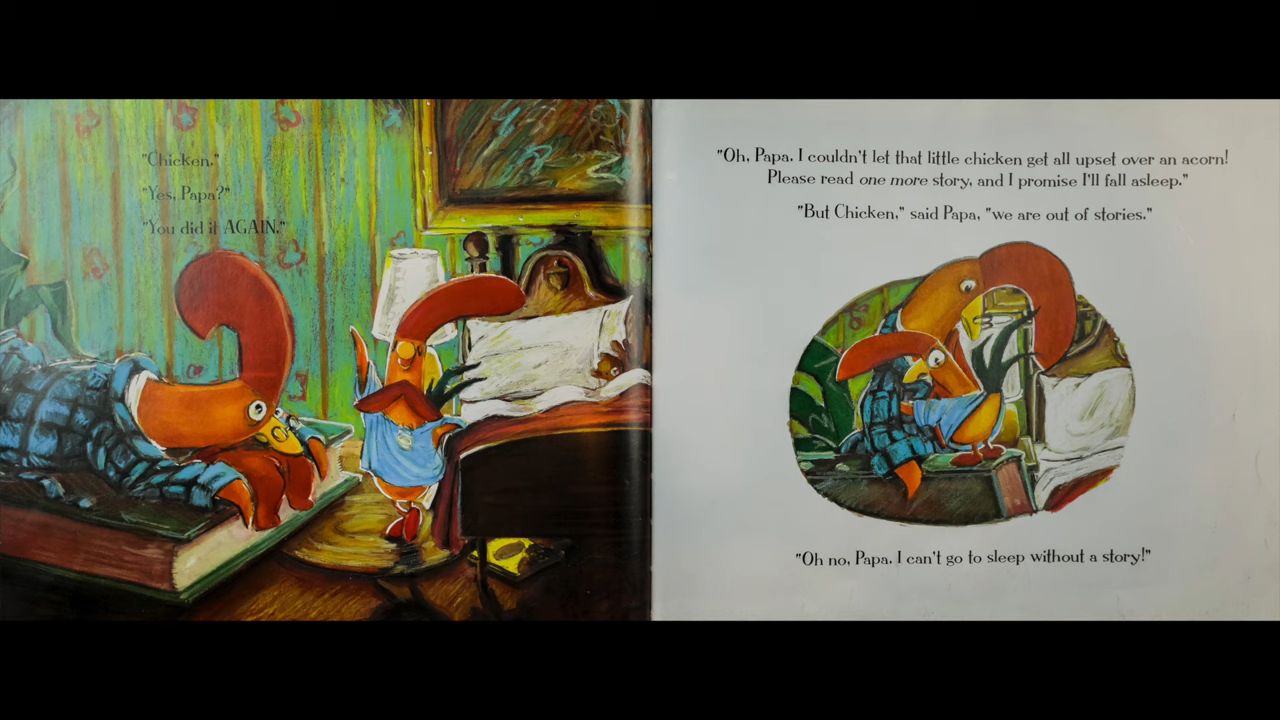 "Chicken."
"Yes, Papa?"
"You did it AGAIN."
"Oh, Papa. I couldn't let that little chicken get all upset over an acorn!
Please read one more story, and I promise I'll fall asleep."
"But Chicken," said Papa, "we are out of stories."
"Oh no, Papa. I can't go to sleep without a story!"